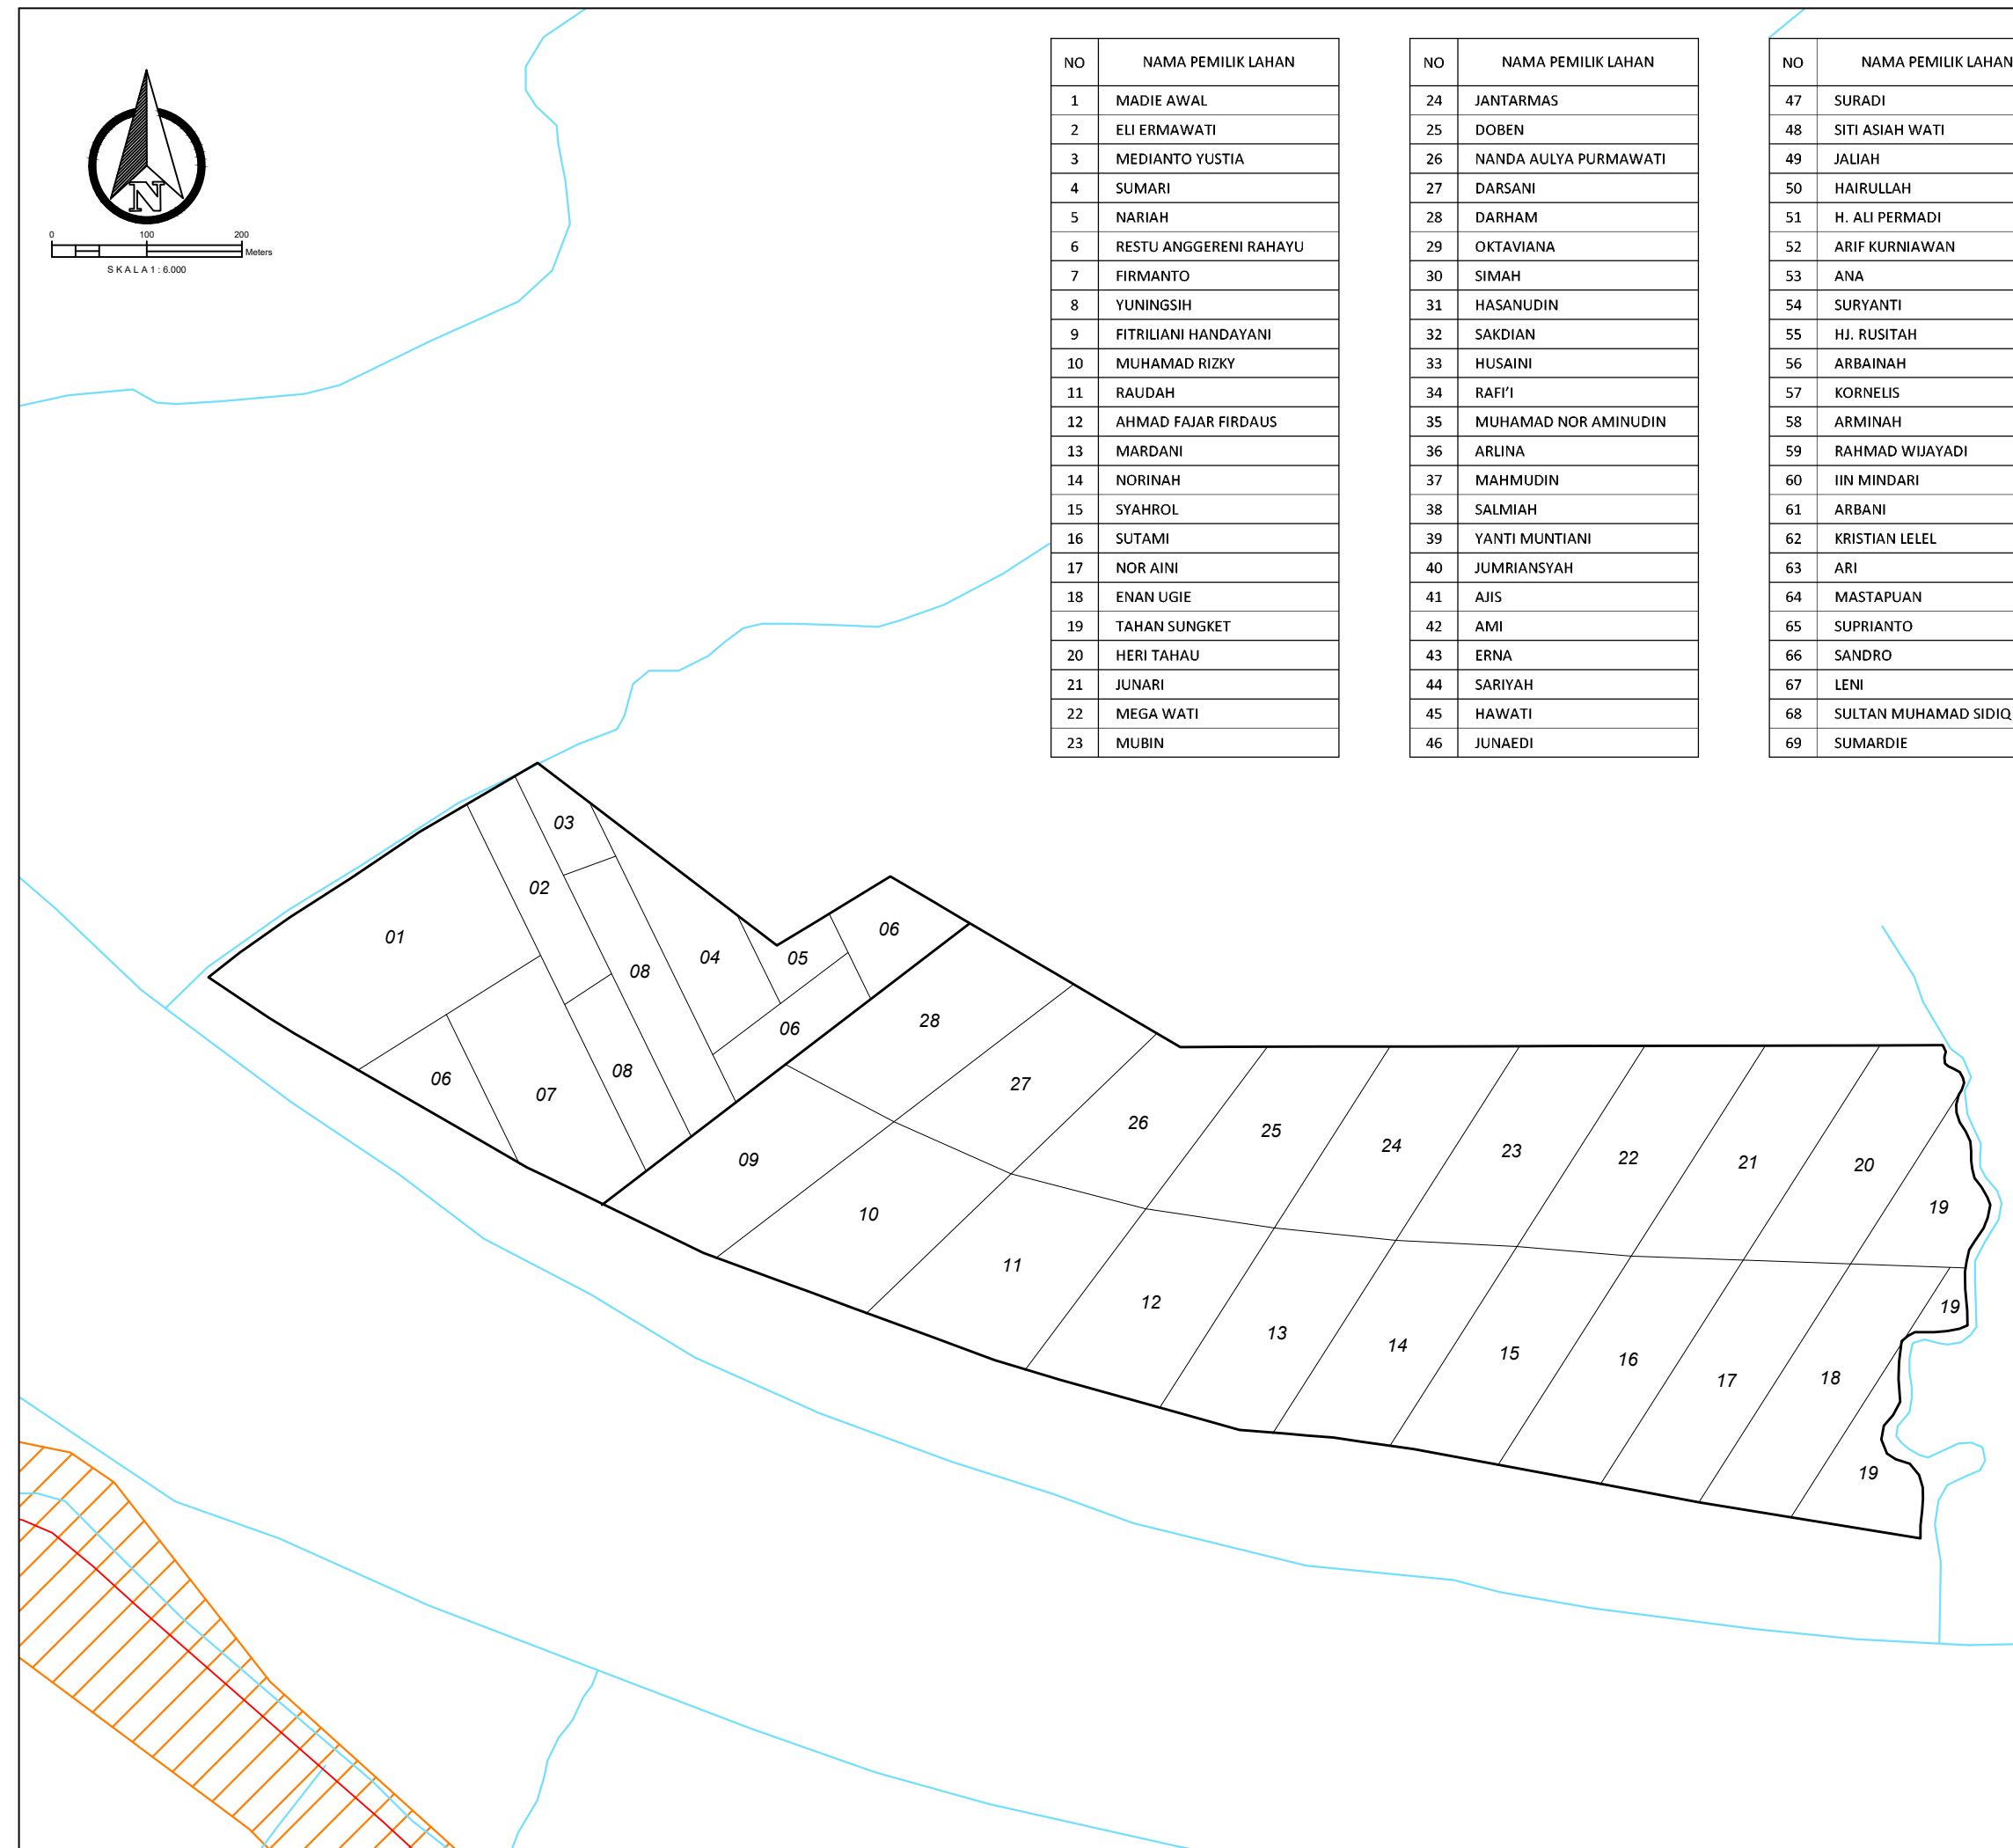 N
0 100 200
Meters
S K A L A 1 : 6.000
NO NAMA PEMILIK LAHAN
1 MADIE AWAL
2 ELI ERMAWATI
3 MEDIANTO YUSTIA
4 SUMARI
5 NARIAH
6 RESTU ANGGERENI RAHAYU
7 FIRMANTO
8 YUNINGSIH
9 FITRILIANI HANDAYANI
10 MUHAMAD RIZKY
11 RAUDAH
12 AHMAD FAJAR FIRDAUS
13 MARDANI
14 NORINAH
15 SYAHROL
16 SUTAMI
17 NOR AINI
18 ENAN UGIE
19 TAHAN SUNGKET
20 HERI TAHAU
21 JUNARI
22 MEGA WATI
23 MUBIN
NO NAMA PEMILIK LAHAN
24 JANTARMAS
25 DOBEN
26 NANDA AULYA PURMAWATI
27 DARSANI
28 DARHAM
29 OKTAVIANA
30 SIMAH
31 HASANUDIN
32 SAKDIAN
33 HUSAINI
34 RAFI’I
35 MUHAMAD NOR AMINUDIN
36 ARLINA
37 MAHMUDIN
38 SALMIAH
39 YANTI MUNTIANI
40 JUMRIANSYAH
41 AJIS
42 AMI
43 ERNA
44 SARIYAH
45 HAWATI
46 JUNAEDI
NO NAMA PEMILIK LAHAN
47 SURADI
48 SITI ASIAH WATI
49 JALIAH
50 HAIRULLAH
51 H. ALI PERMADI
52 ARIF KURNIAWAN
53 ANA
54 SURYANTI
55 HJ. RUSITAH
56 ARBAINAH
57 KORNELIS
58 ARMINAH
59 RAHMAD WIJAYADI
60 IIN MINDARI
61 ARBANI
62 KRISTIAN LELEL
63 ARI
64 MASTAPUAN
65 SUPRIANTO
66 SANDRO
67 LENI
68 SULTAN MUHAMAD SIDIQ
69 SUMARDIE
03
02
01
06
04
05
08
28
06
08
06
07
27
26
25
24
23
22
21
20
09
19
10
11
12
19
13
14
15
16
17
18
19